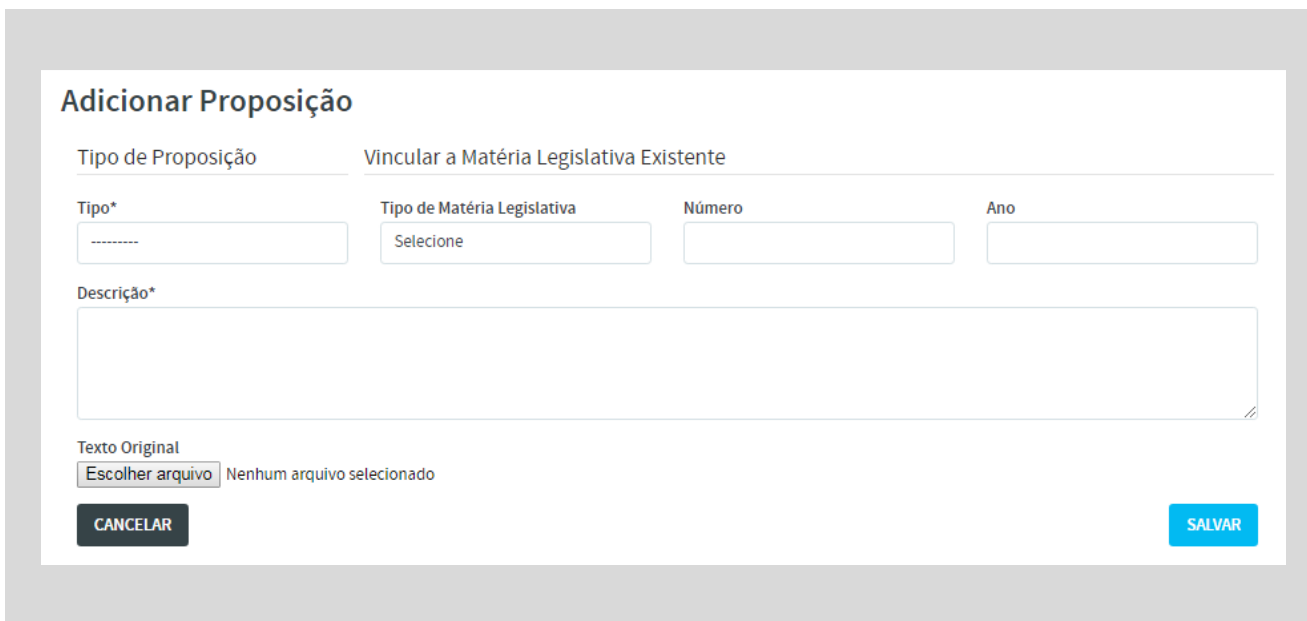 Adicionar Proposição
Tipo de Proposição Vincular a Matéria Legislativa Existente
Tipo* Tipo de Matéria Legislativa Número Ano
--------- Selecione
Descrição*
Texto Original
Escolher arquivo Nenhum arquivo selecionado
CANCELAR SALVAR